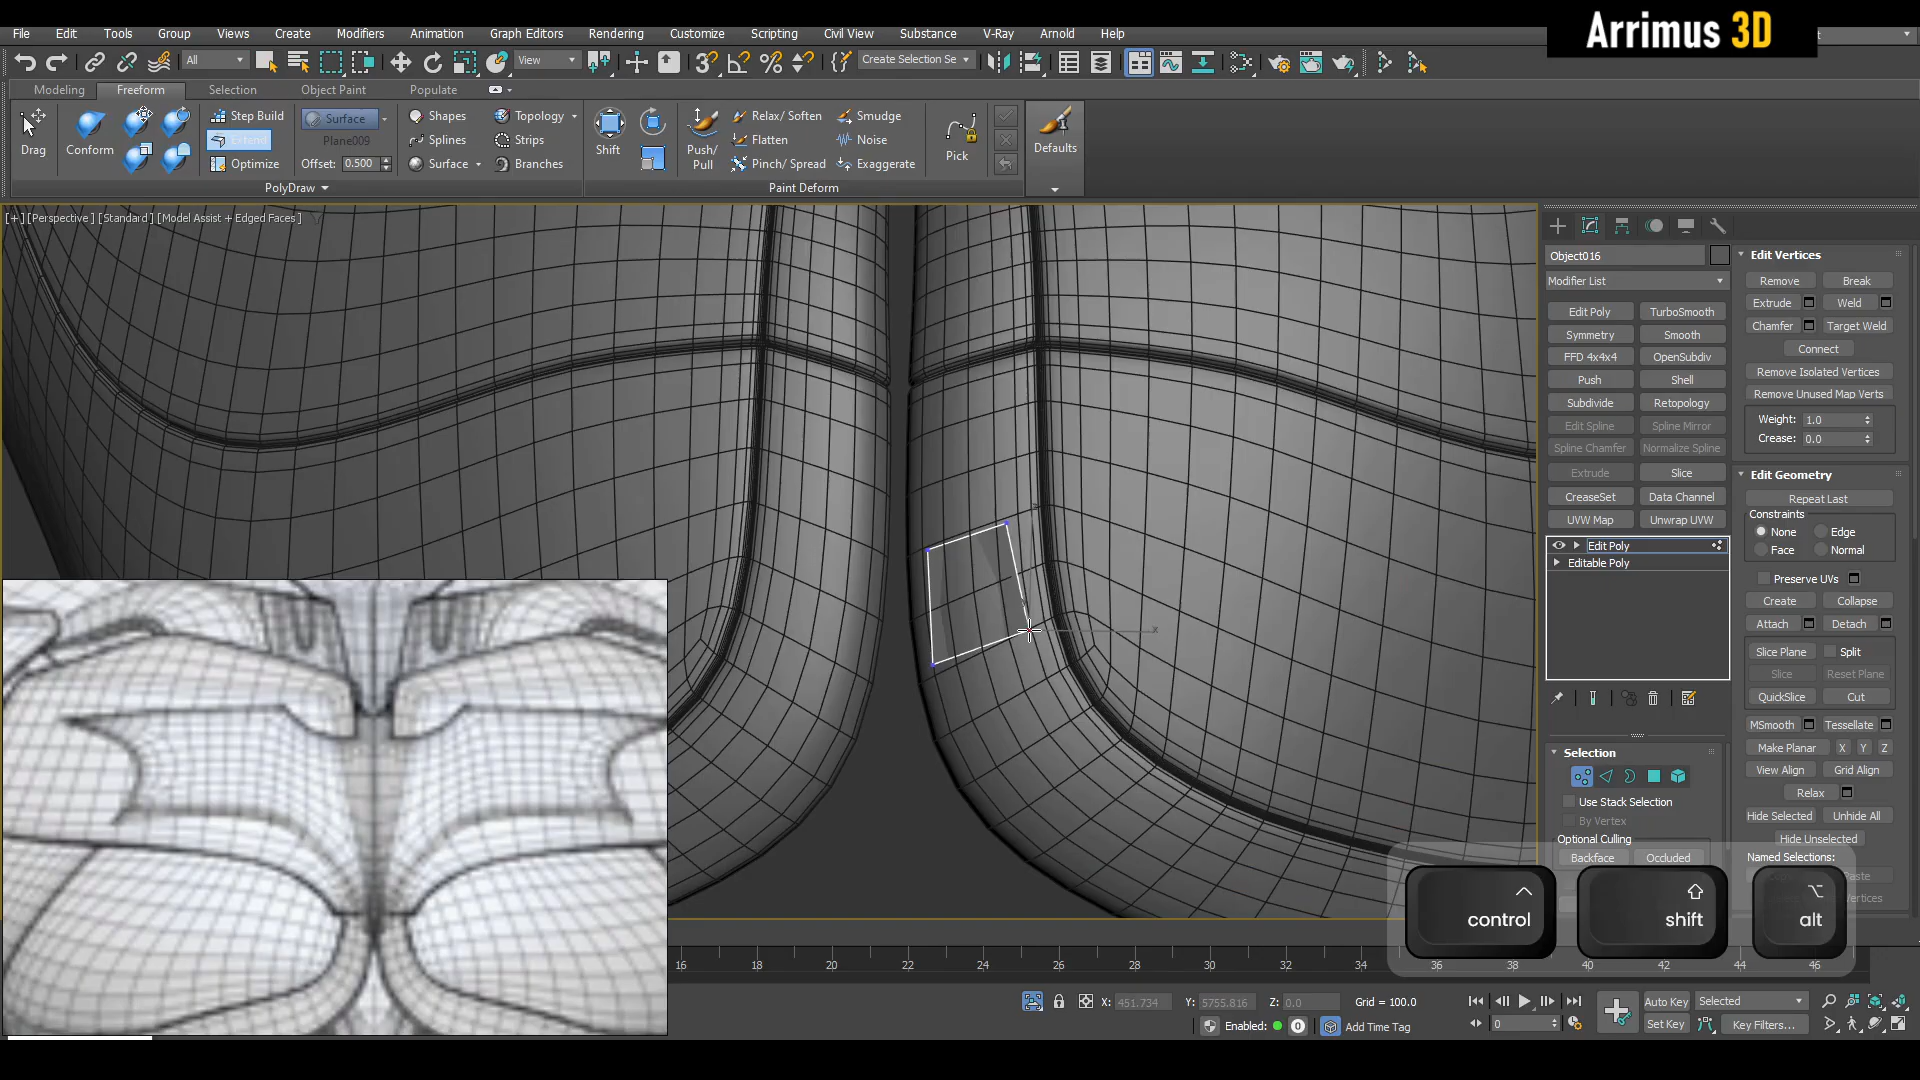 Arrimus 3D
File Edit Tools Group Views Create Modifiers Animation Graph Editors Rendering Customize Scripting Civil View Substance V-Ray Arnold Help
All View Create Selection Se
Modeling Freeform Selection Object Paint Populate
Step Build Surface Shapes Topology Relax/ Soften Smudge
Drag Conform Extend Plane009 Splines Strips Shift Push/ Pull Flatten Noise Pick Defaults
Optimize Offset: 0.500 Surface Branches Pinch/ Spread Exaggerate
PolyDraw Paint Deform
[+] [Perspective ] [Standard ] [Model Assist + Edged Faces ]
Object016
Modifier List
Edit Poly TurboSmooth
Symmetry Smooth
FFD 4x4x4 OpenSubdiv
Push Shell
Subdivide Retopology
Edit Spline Spline Mirror
Spline Chamfer Normalize Spline
Extrude Slice
CreaseSet Data Channel
UVW Map Unwrap UVW
Edit Poly
Editable Poly
Selection
Use Stack Selection
By Vertex
Optional Culling
Backface Occluded
Edit Vertices
Remove Break
Extrude Weld
Chamfer Target Weld
Connect
Remove Isolated Vertices
Remove Unused Map Verts
Weight: 1.0
Crease: 0.0
Edit Geometry
Repeat Last
Constraints
None Edge
Face Normal
Preserve UVs
Create Collapse
Attach Detach
Slice Plane Split
Slice Reset Plane
QuickSlice Cut
MSmooth Tessellate
Make Planar X Y Z
View Align Grid Align
Relax
Hide Selected Unhide All
Hide Unselected
Named Selections:
control shift alt
x
16 18 20 22 24 26 28 30 32 34 36 38 40 42 44 46
X: 451.734 Y: 5755.816 Z: 0.0 Grid = 100.0
Enabled: 0 Add Time Tag
Auto Key Selected
0 Set Key Key Filters...